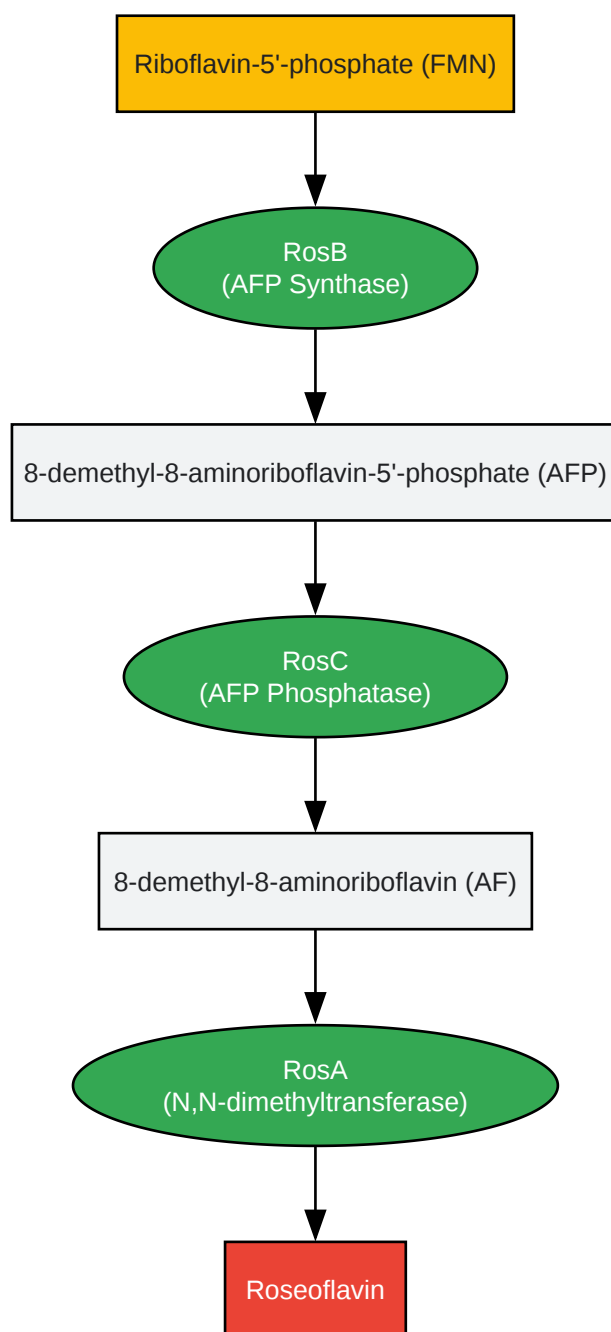 Riboflavin-5'-phosphate (FMN)
RosB
(AFP Synthase)
8-demethyl-8-aminoriboflavin-5'-phosphate (AFP)
RosC
(AFP Phosphatase)
8-demethyl-8-aminoriboflavin (AF)
RosA
(N,N-dimethyltransferase)
Roseoflavin